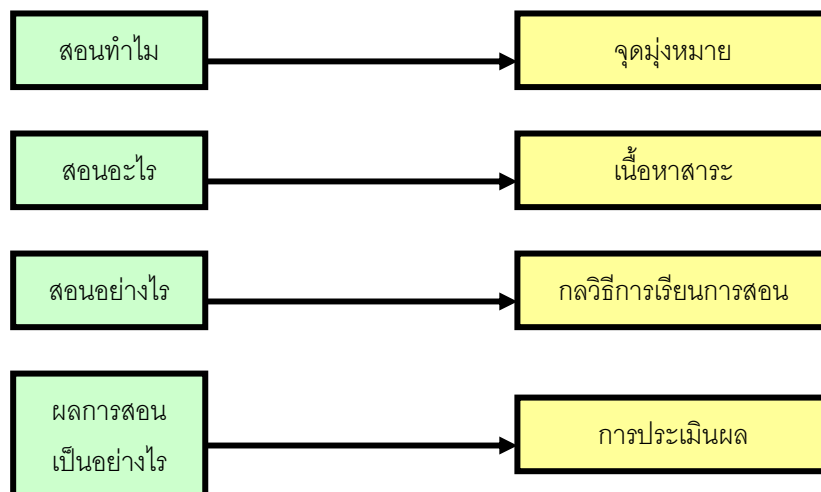 สอนทำไม
จุดมุ่งหมาย
สอนอะไร
เนื้อหาสาระ
สอนอย่างไร
กลวิธีการเรียนการสอน
ผลการสอน
เป็นอย่างไร
การประเมินผล